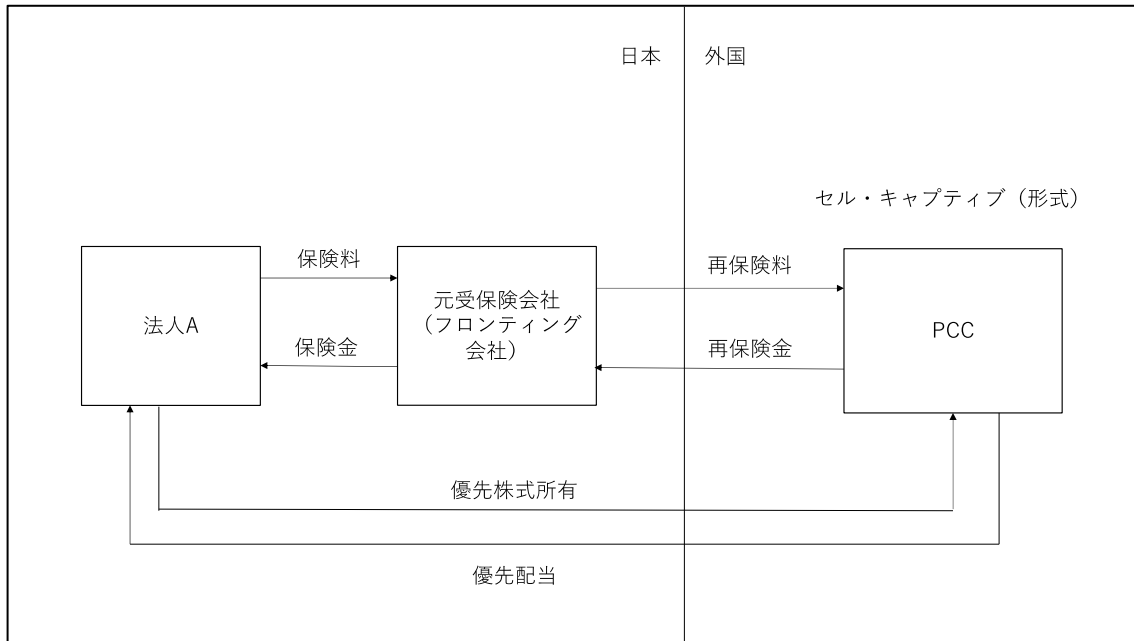 日本
外国
セル・キャプティブ（形式）
保険料
再保険料
法人A
元受保険会社
（フロンティング
会社）
PCC
保険金
再保険金
優先株式所有
優先配当